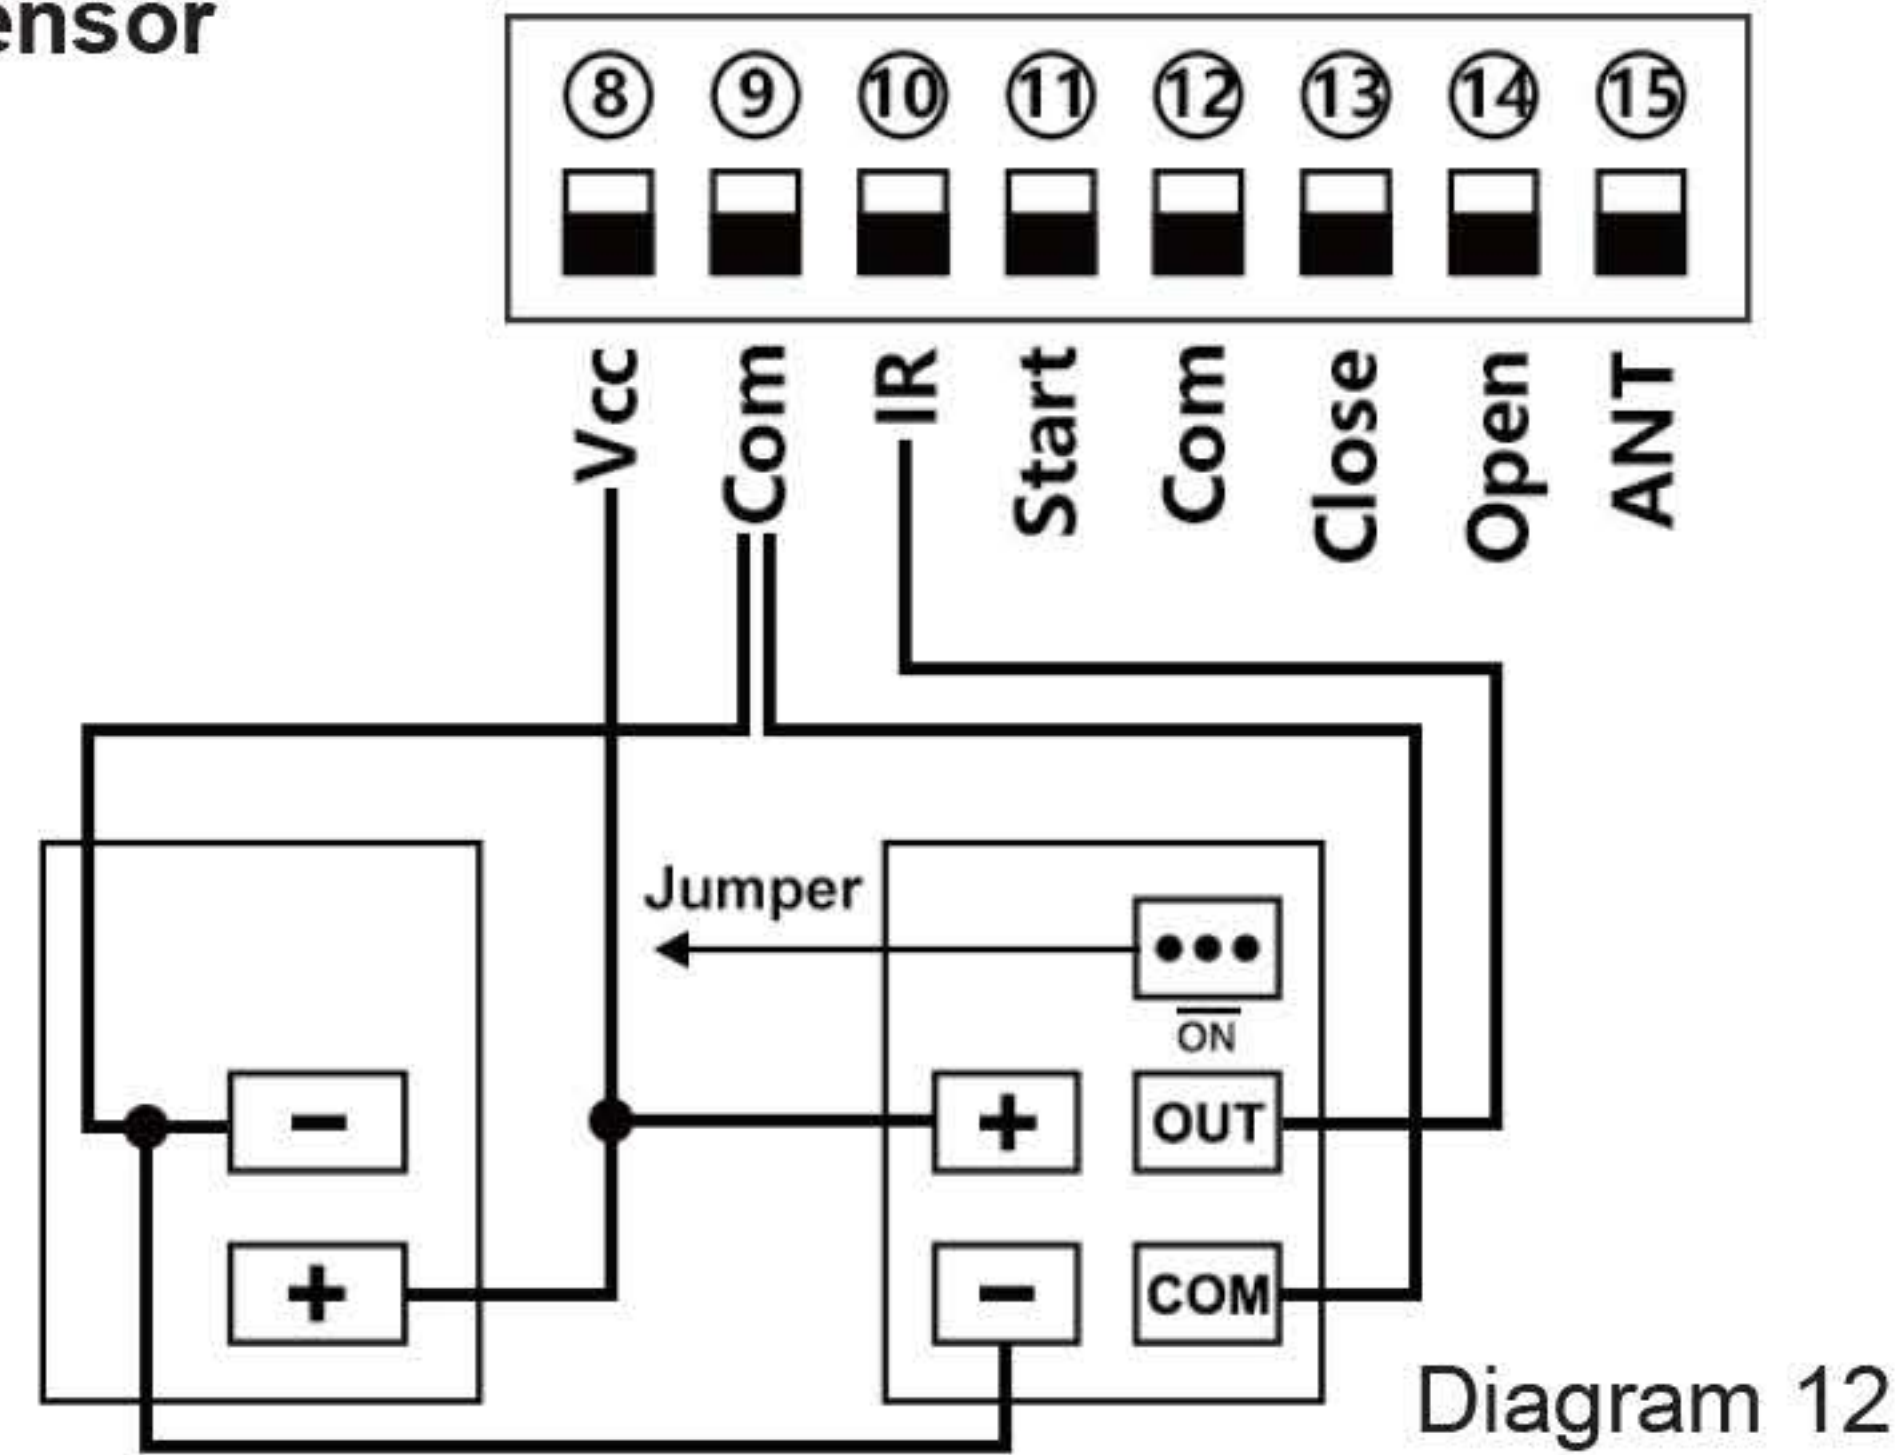 ensor
⑧ ⑨ ⑩ ⑪ ⑫ ⑬ ⑭ ⑮
Vcc
Com
IR
Start
Com
Close
Open
ANT
Jumper
ON
− + OUT
+ − COM
Diagram 12